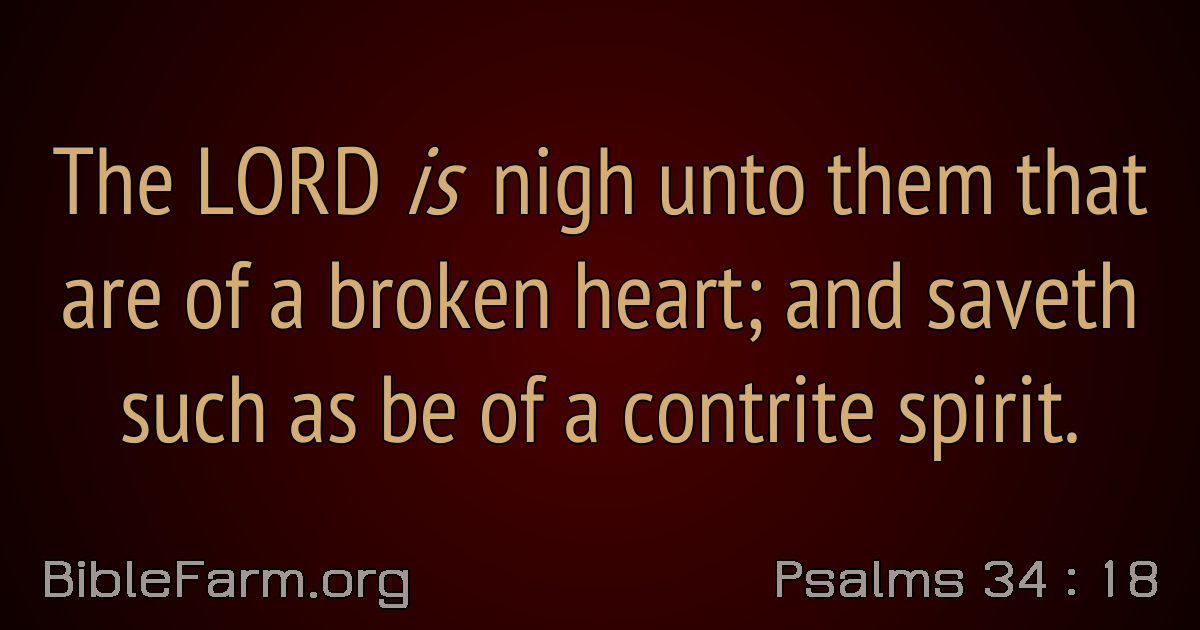 The LORD is nigh unto them that
are of a broken heart; and saveth
such as be of a contrite spirit.
BibleFarm.org
Psalms 34 : 18